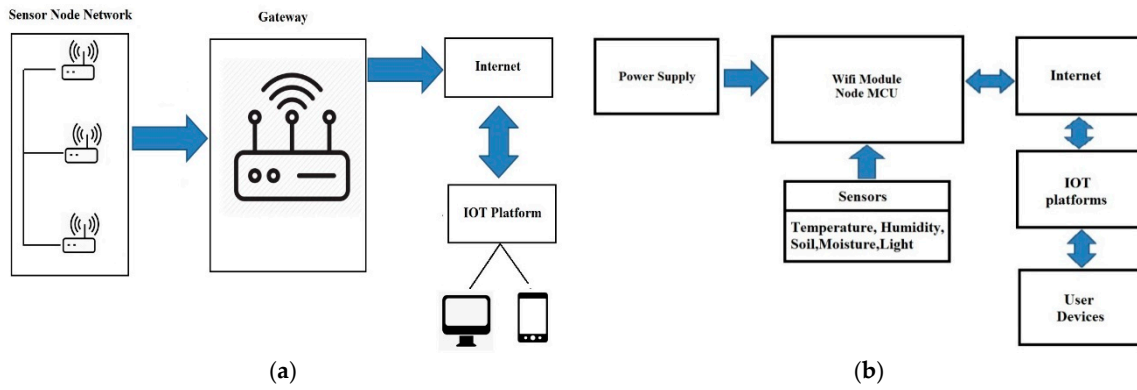 Sensor Node Network
Gateway
Internet
IOT Platform
(a)
Power Supply
Wifi Module
Node MCU
Internet
Sensors
Temperature, Humidity,
Soil,Moisture,Light
IOT
platforms
User
Devices
(b)